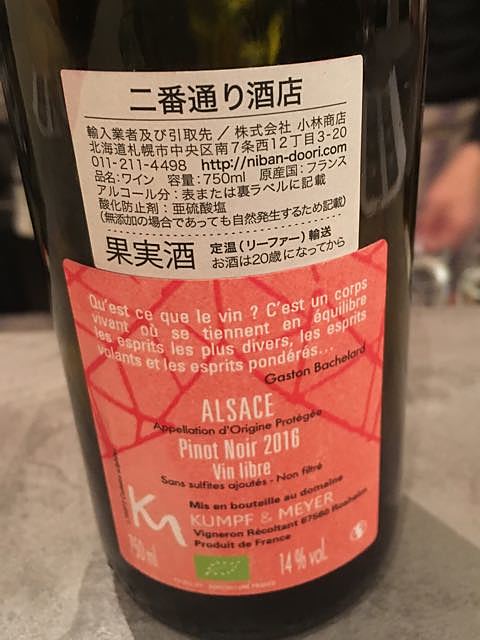 二番通り酒店
輸入業者及び引取先／株式会社 小林商店
北海道札幌市中央区南7条西12丁目3-20
011-211-4498 http://niban-doori.com
品名:ワイン 容量:750ml 原産国:フランス
アルコール分:表または裏ラベルに記載
酸化防止剤:亜硫酸塩
(無添加の場合であっても自然発生するため記載)
果実酒 定温(リーファー)輸送
お酒は20歳になってから
Qu'est ce que le vin ? C'est un corps
vivant où se tiennent en équilibre
les esprits les plus divers, les esprits
volants et les esprits pondérés...
Gaston Bachelard
ALSACE
Appellation d'Origine Protégée
Pinot Noir 2016
Vin libre
Sans sulfites ajoutés - Non filtré
Mis en bouteille au domaine
KUMPF & MEYER
Vigneron Récoltant 67560 Rosheim
Produit de France
KM
750 ml
14 % vol.